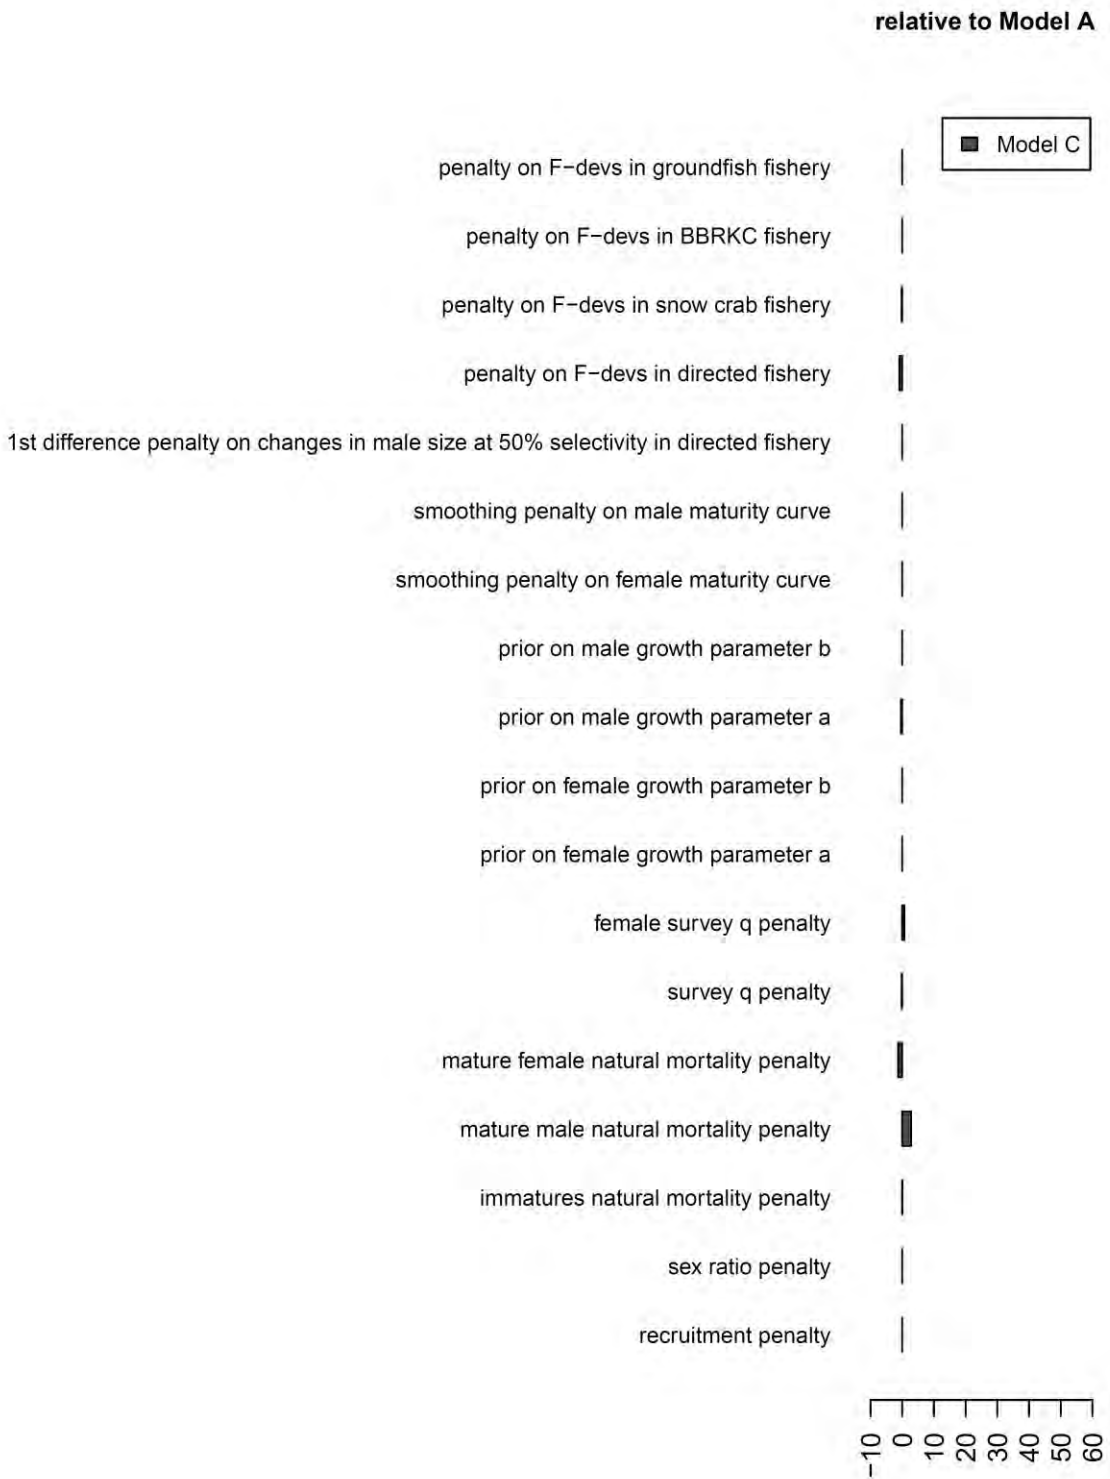 relative to Model A
Model C
penalty on F−devs in groundfish fishery
penalty on F−devs in BBRKC fishery
penalty on F−devs in snow crab fishery
penalty on F−devs in directed fishery
1st difference penalty on changes in male size at 50% selectivity in directed fishery
smoothing penalty on male maturity curve
smoothing penalty on female maturity curve
prior on male growth parameter b
prior on male growth parameter a
prior on female growth parameter b
prior on female growth parameter a
female survey q penalty
survey q penalty
mature female natural mortality penalty
mature male natural mortality penalty
immatures natural mortality penalty
sex ratio penalty
recruitment penalty
−10 0 10 20 30 40 50 60